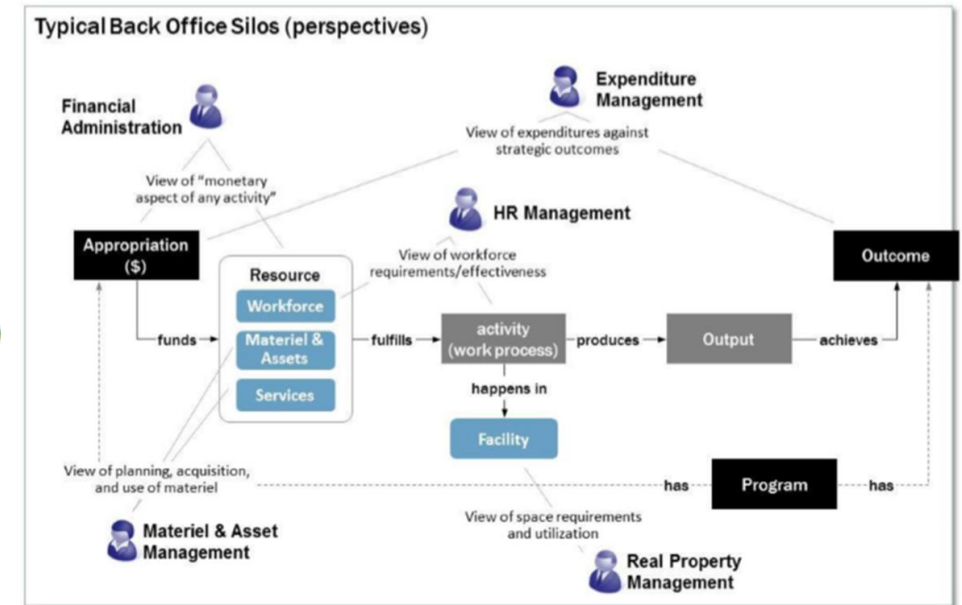 Typical Back Office Silos (perspectives)
Financial
Administration
Expenditure
Management
View of expenditures against
strategic outcomes
View of “monetary
aspect of any activity”
HR Management
View of workforce
requirements/effectiveness
Appropriation
($)
Outcome
Resource
Workforce
Materiel &
Assets
Services
funds
fulfills
activity
(work process)
produces
Output
achieves
happens in
Facility
View of planning, acquisition,
and use of materiel
has
Program
has
Materiel & Asset
Management
View of space requirements
and utilization
Real Property
Management